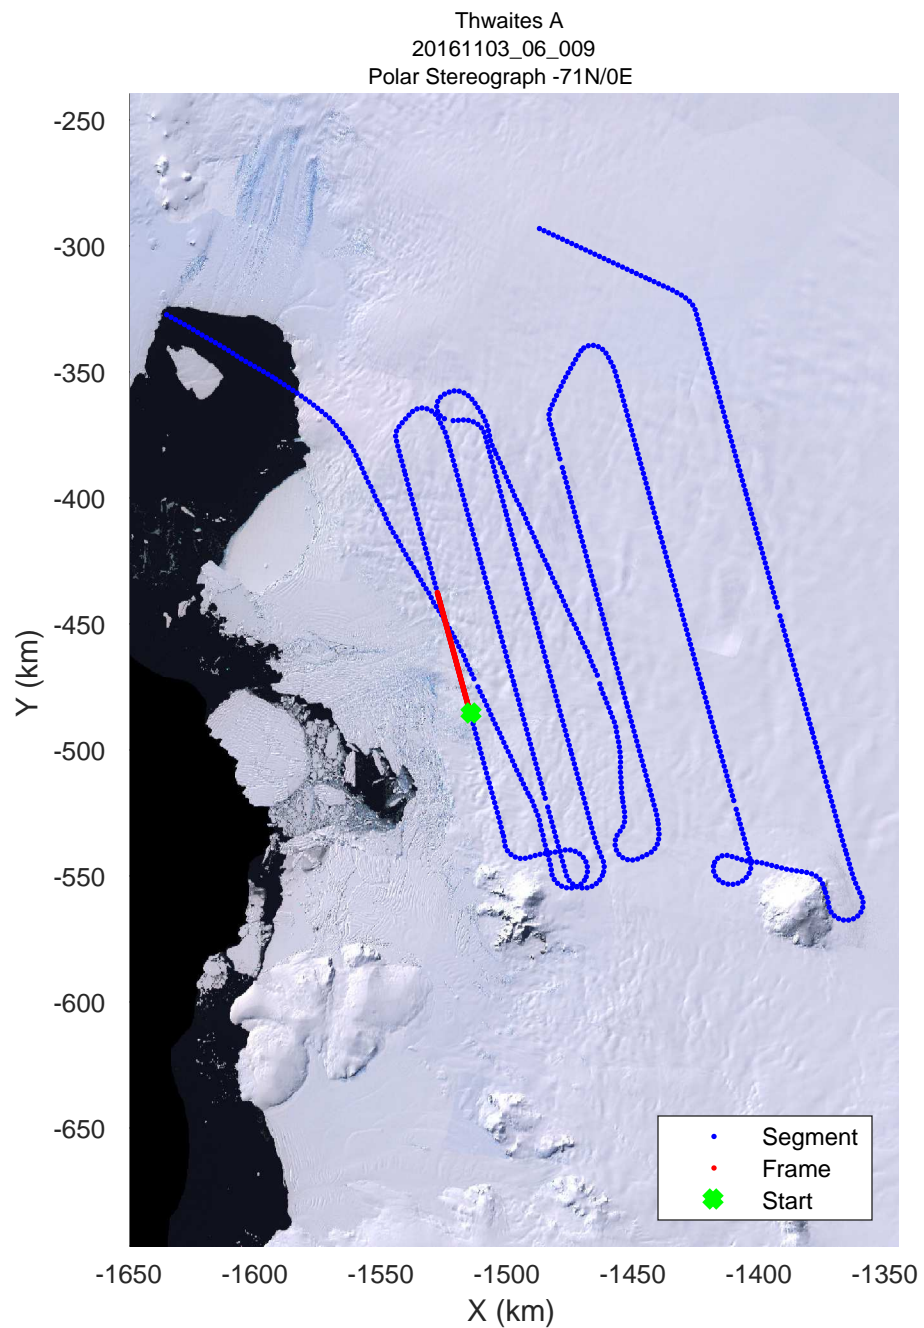 Thwaites A
20161103_06_009
Polar Stereograph -71N/0E
-250
-300
-350
-400
-450
-500
-550
-600
-650
Y (km)
Segment
Frame
Start
-1650 -1600 -1550 -1500 -1450 -1400 -1350
X (km)